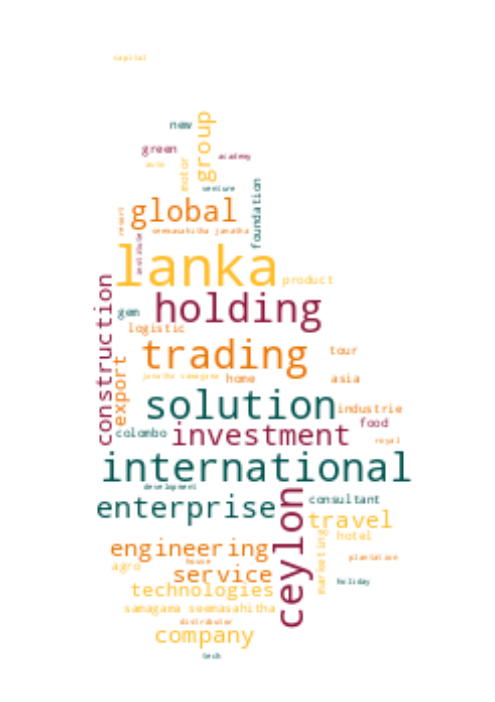 capital
new
group
green
academy
auto
motor
venture
foundation
resort
global
seemasahitha janatha
lanka
product
construction
holding
gem
logistic
trading
tour
export
janatha samagama
home
asia
solution
industrie
food
colombo
investment
royal
international
development
enterprise
ceylon
consultant
travel
marketing
hotel
engineering
house
plantation
agro
service
holiday
technologies
samagama seemasahitha
distributor
company
tech